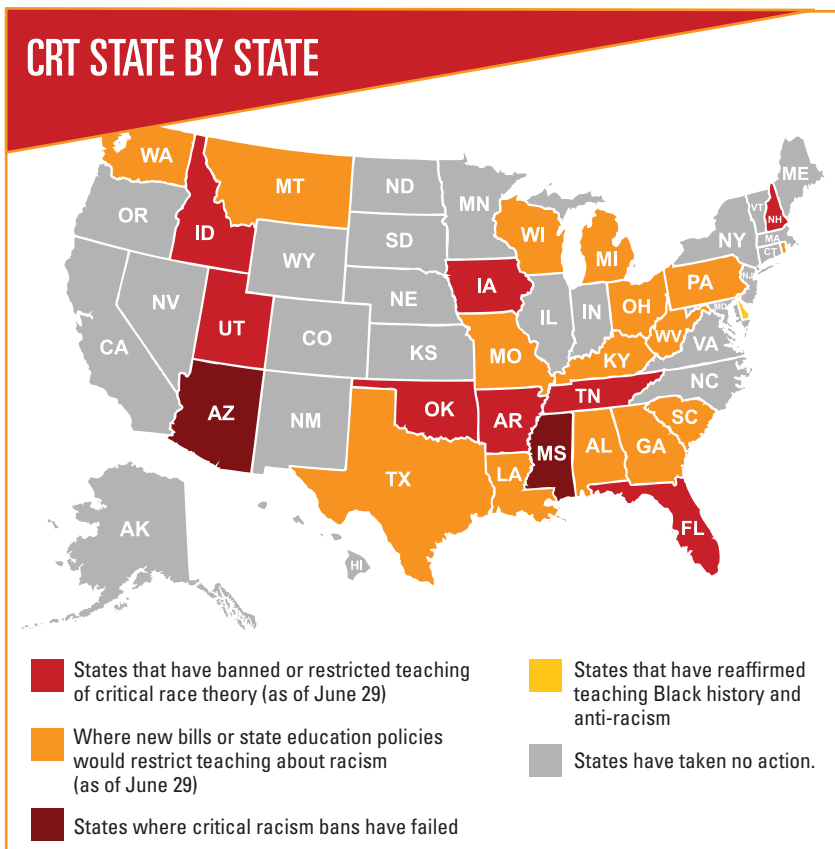 CRT STATE BY STATE
WA
MT
ND
MN
ME
VT
NH
OR
ID
SD
WI
MI
NY
MA
CT
WY
IA
PA
NJ
NV
NE
IL
IN
OH
MD
UT
CO
WV
VA
CA
KS
MO
KY
NC
AZ
NM
OK
AR
TN
SC
MS
AL
GA
TX
LA
FL
AK
HI
States that have banned or restricted teaching
of critical race theory (as of June 29)
Where new bills or state education policies
would restrict teaching about racism
(as of June 29)
States where critical racism bans have failed
States that have reaffirmed
teaching Black history and
anti-racism
States have taken no action.